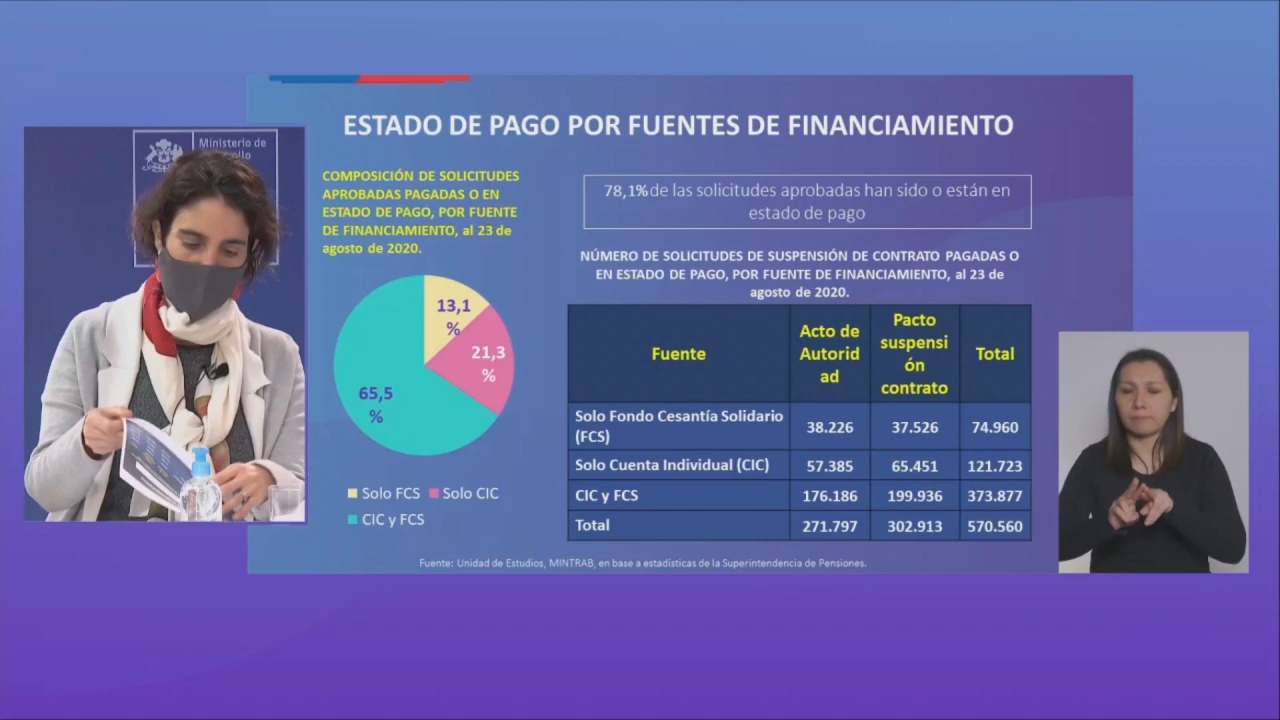 ESTADO DE PAGO POR FUENTES DE FINANCIAMIENTO
Ministerio de
COMPOSICIÓN DE SOLICITUDES
APROBADAS PAGADAS O EN
ESTADO DE PAGO, POR FUENTE
DE FINANCIAMIENTO, al 23 de
agosto de 2020.
13,1
%
21,3
%
65,5
%
Solo FCS Solo CIC
CIC y FCS
78,1% de las solicitudes aprobadas han sido o están en
estado de pago
NÚMERO DE SOLICITUDES DE SUSPENSIÓN DE CONTRATO PAGADAS O
EN ESTADO DE PAGO, POR FUENTE DE FINANCIAMIENTO, al 23 de
agosto de 2020.
Fuente
Acto de
Autorid
ad
Pacto
suspensi
ón
contrato
Total
Solo Fondo Cesantía Solidario
(FCS)
38.226 37.526 74.960
Solo Cuenta Individual (CIC) 57.385 65.451 121.723
CIC y FCS 176.186 199.936 373.877
Total 271.797 302.913 570.560
Fuente: Unidad de Estudios, MINTRAB, en base a estadísticas de la Superintendencia de Pensiones.